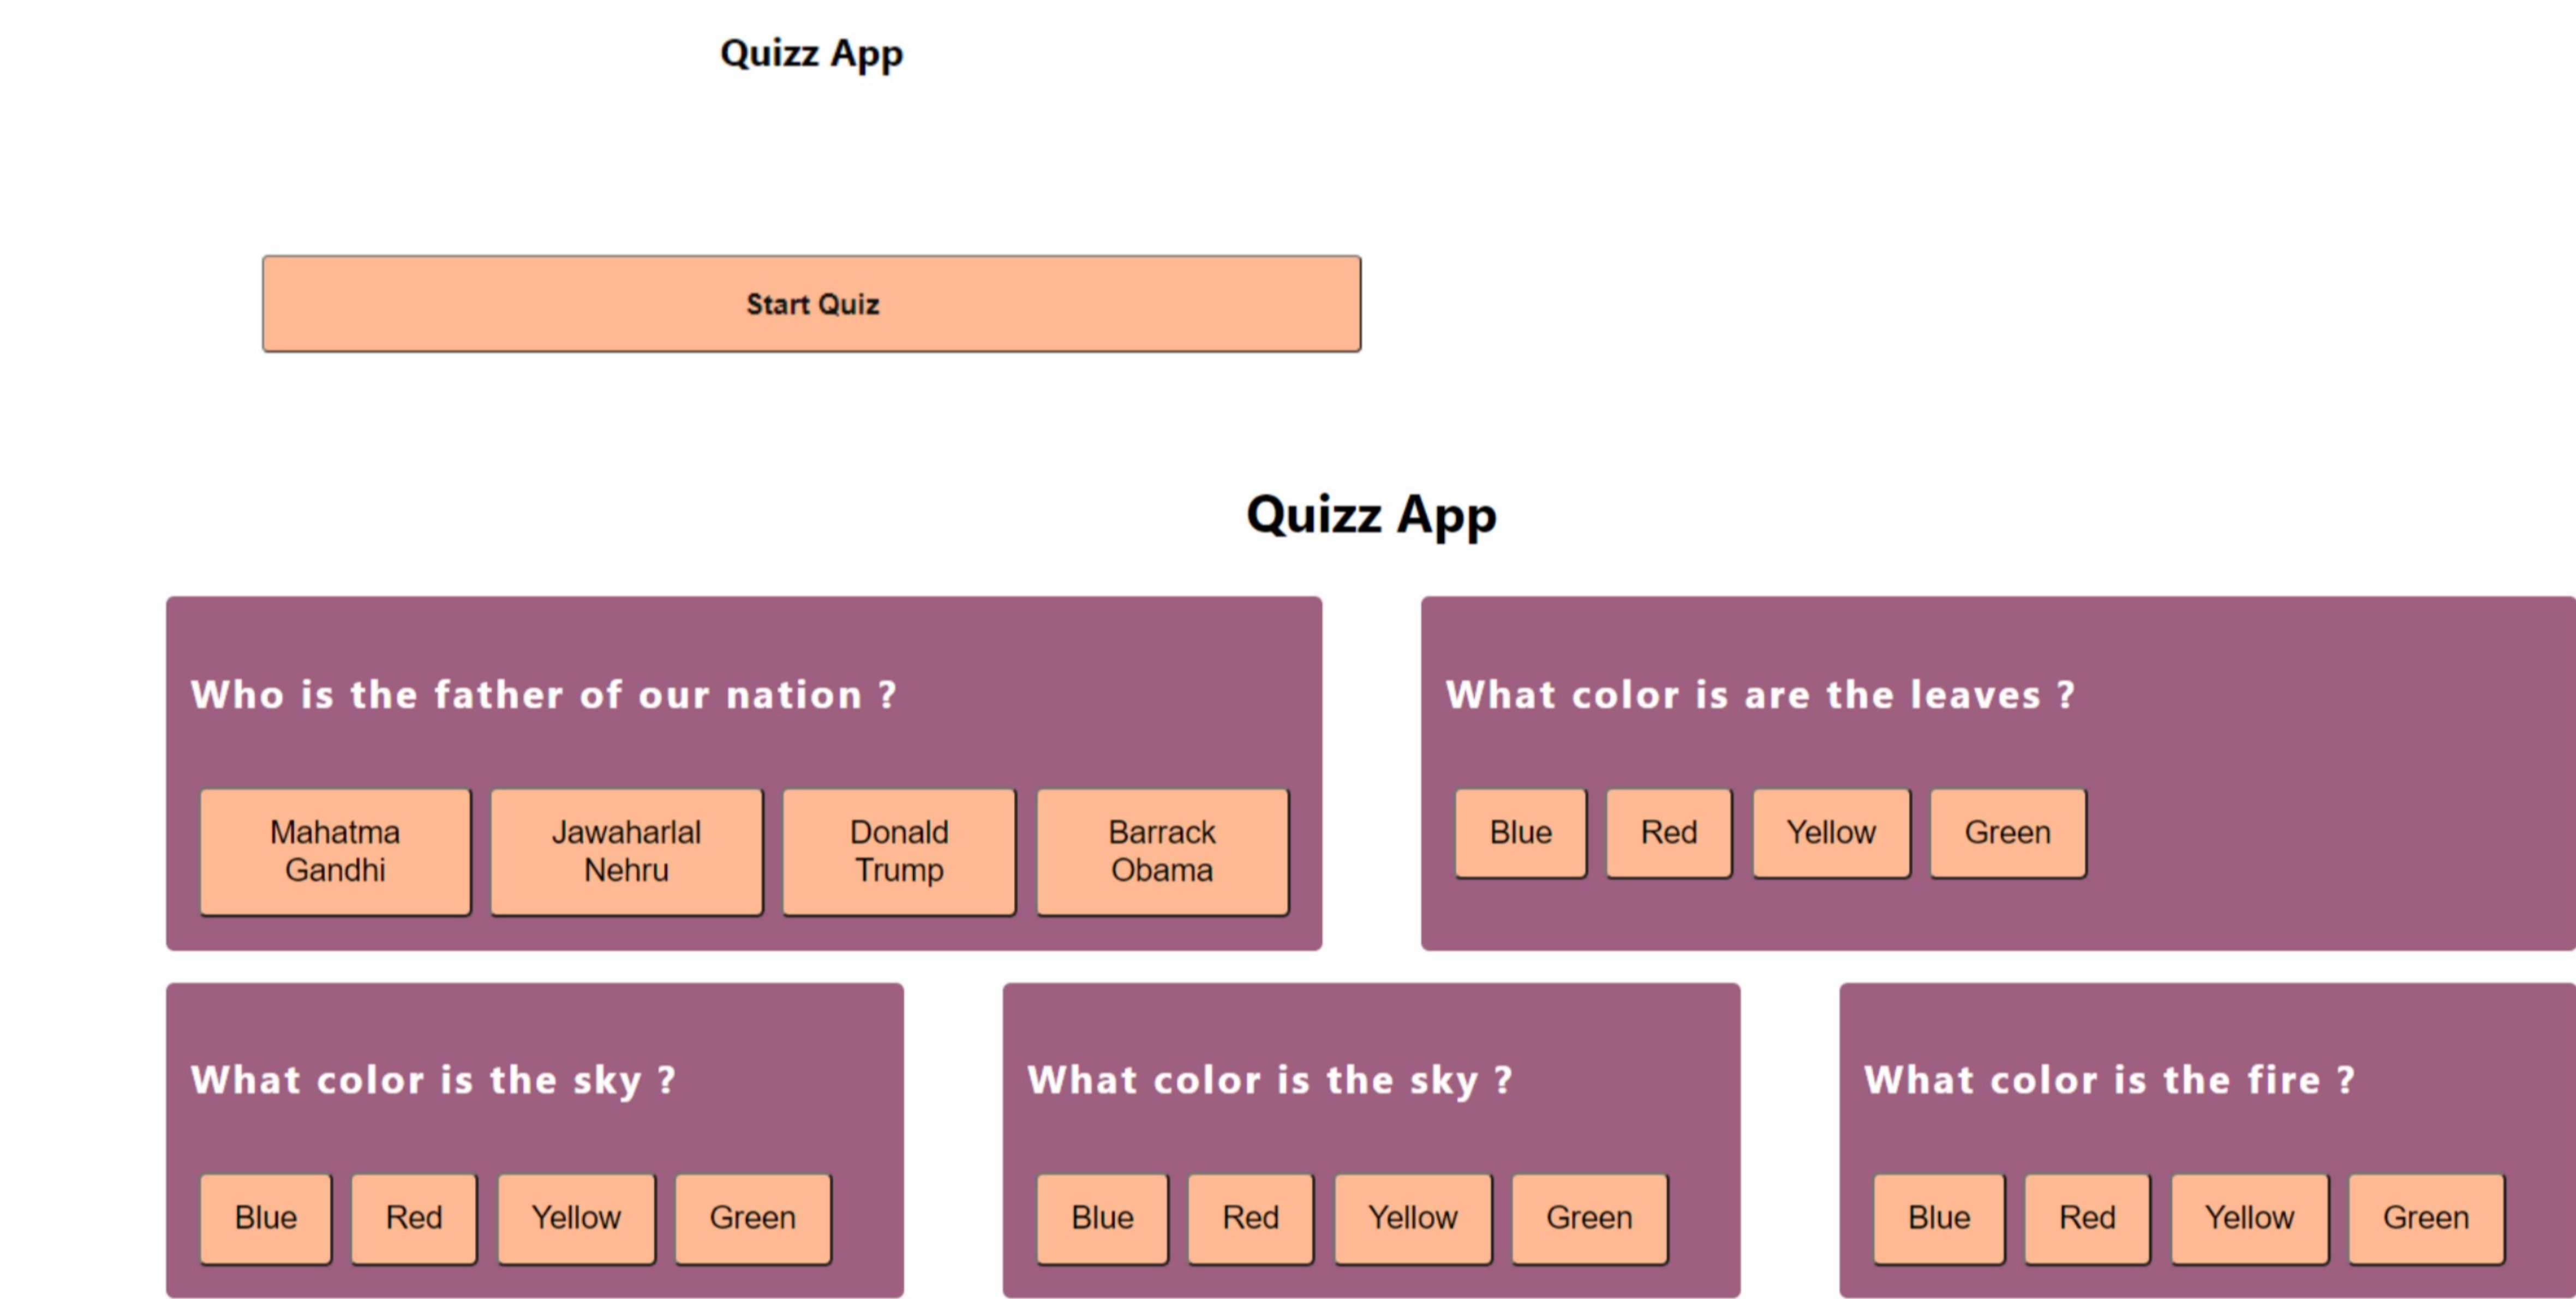 Quizz App
Start Quiz
Quizz App
Who is the father of our nation ?
Mahatma
Gandhi
Jawaharlal
Nehru
Donald
Trump
Barrack
Obama
What color is are the leaves ?
Blue
Red
Yellow
Green
What color is the sky ?
Blue
Red
Yellow
Green
What color is the sky ?
Blue
Red
Yellow
Green
What color is the fire ?
Blue
Red
Yellow
Green